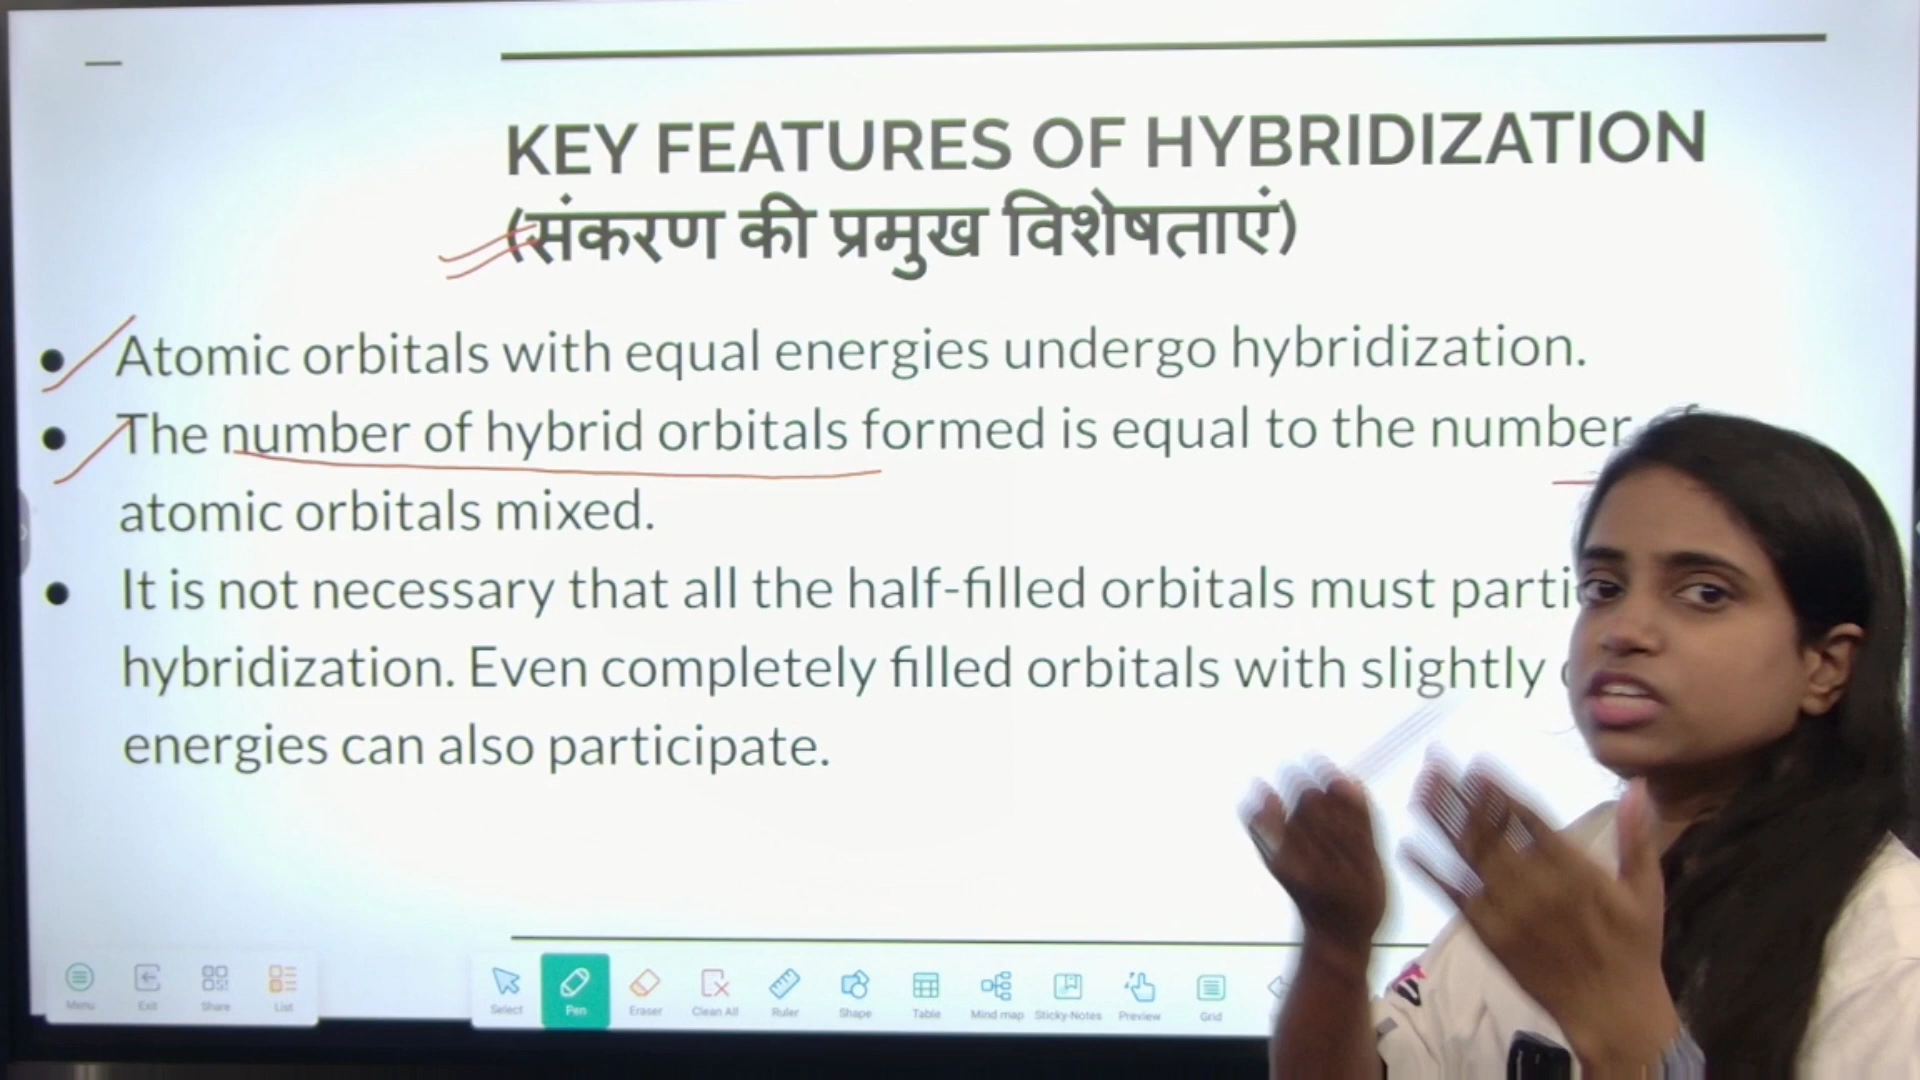 KEY FEATURES OF HYBRIDIZATION
(संकरण की प्रमुख विशेषताएं)
● Atomic orbitals with equal energies undergo hybridization.
● The number of hybrid orbitals formed is equal to the number
atomic orbitals mixed.
● It is not necessary that all the half-filled orbitals must parti
hybridization. Even completely filled orbitals with slightly
energies can also participate.
Menu Exit Share List Select Pen Eraser Clean All Ruler Shape Table Mind map Sticky-Notes Preview Grid